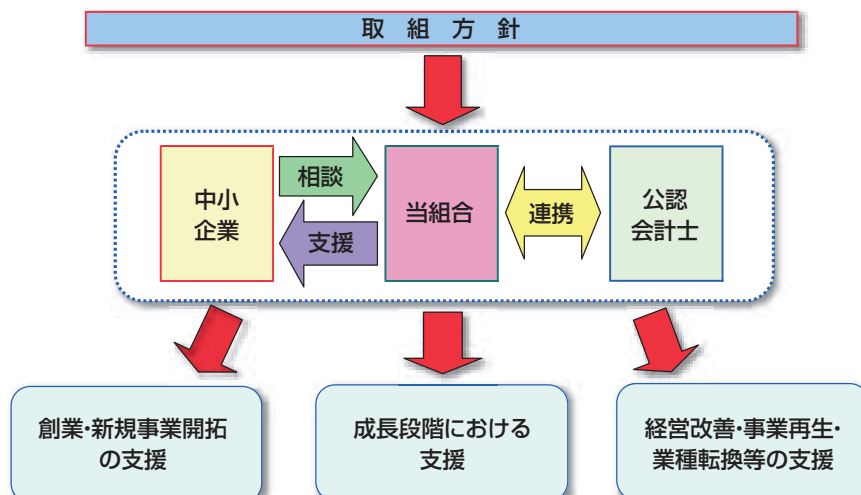 取組方針
中小
企業
相談
支援
当組合
連携
公認
会計士
創業・新規事業開拓
の支援
成長段階における
支援
経営改善・事業再生・
業種転換等の支援